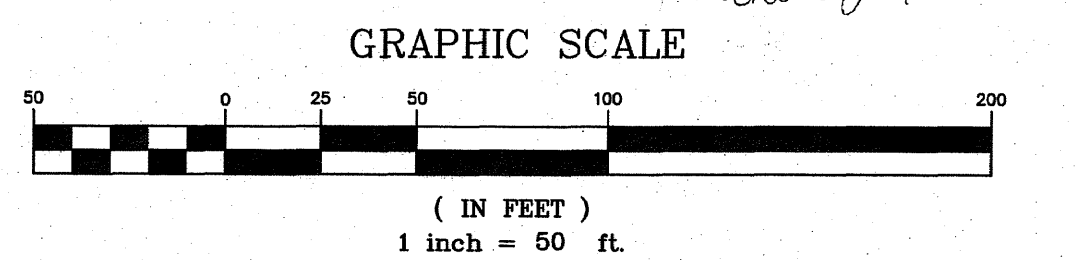 GRAPHIC SCALE
50 0 25 50 100 200
( IN FEET )
1 inch = 50 ft.